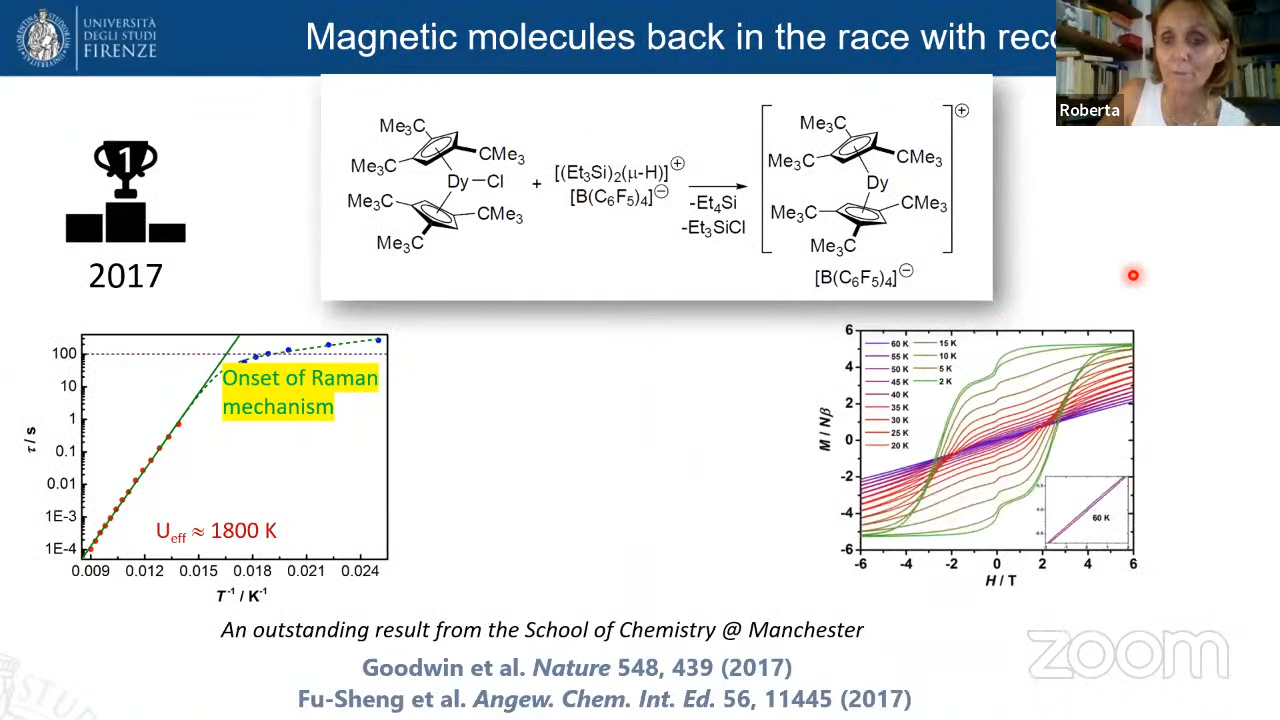 UNIVERSITÀ
DEGLI STUDI
FIRENZE
Magnetic molecules back in the race with reco
Roberta
1
2017
Me3C
Me3C
CMe3
Dy
Cl
Me3C
CMe3
Me3C
+
[(Et3Si)2(μ-H)]⊕
[B(C6F5)4]⊖
-Et4Si
-Et3SiCl
Me3C
Me3C
CMe3
Dy
Me3C
CMe3
Me3C
⊕
[B(C6F5)4]⊖
100
10
1
0.1
0.01
1E-3
1E-4
τ / s
Onset of Raman
mechanism
Ueff ≈ 1800 K
0.009 0.012 0.015 0.018 0.021 0.024
T-1 / K-1
6
4
2
0
-2
-4
-6
M / Nβ
60 K 15 K
55 K 10 K
50 K 5 K
45 K 2 K
40 K
35 K
30 K
25 K
20 K
60 K
-6 -4 -2 0 2 4 6
H / T
An outstanding result from the School of Chemistry @ Manchester
Goodwin et al. Nature 548, 439 (2017)
Fu-Sheng et al. Angew. Chem. Int. Ed. 56, 11445 (2017)
zoom